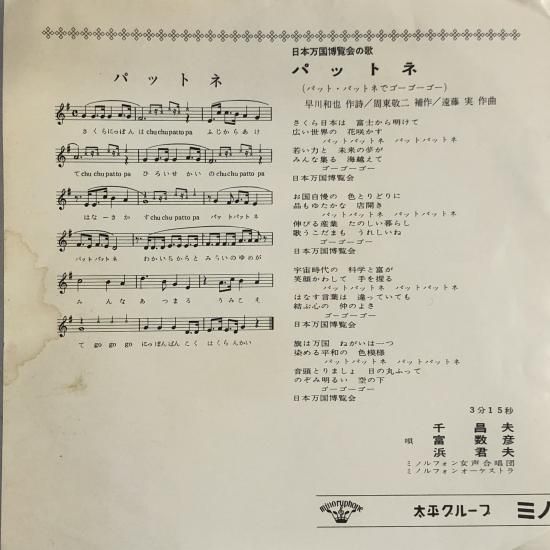 パットネ
さくらにっぽん は chu chu pat to pa ふじからあけ
て chu chu pat to pa ひろいせかいの chu chu pat to pa
はなーさか す chu chu pat to pa パットパットネ
パットパットネ わかいちからと みらいのゆめが
みんなあつまる うみこえ
て go go go にっぽんばんこくはくらんかい
日本万国博覧会の歌
パットネ
(パット・パットネでゴーゴーゴー)
早川和也 作詩／周東敬二 補作／遠藤 実 作曲
さくら日本は 富士から明けて
広い世界の 花咲かす
パットパットネ パットパットネ
若い力と 未来の夢が
みんな集る 海越えて
ゴーゴーゴー
日本万国博覧会
お国自慢の 色とりどりに
品もゆたかな 店開き
パットパットネ パットパットネ
伸びる産業 たのしい暮らし
歌うこだまも うれしいね
ゴーゴーゴー
日本万国博覧会
宇宙時代の 科学と富が
笑顔かわして 手を握る
パットパットネ パットパットネ
はなす言葉は 違っていても
結ぶ心の 仲のよさ
ゴーゴーゴー
日本万国博覧会
旗は万国 ねがいは一つ
染める平和の 色模様
パットパットネ パットパットネ
音頭とりましょ 日の丸ふって
のぞみ明るい 空の下
ゴーゴーゴー
日本万国博覧会
3分15秒
千昌夫
唄 富数彦
浜君夫
ミノルフォン女声合唱団
ミノルフォンオーケストラ
minoruphone
太平グループ ミノ